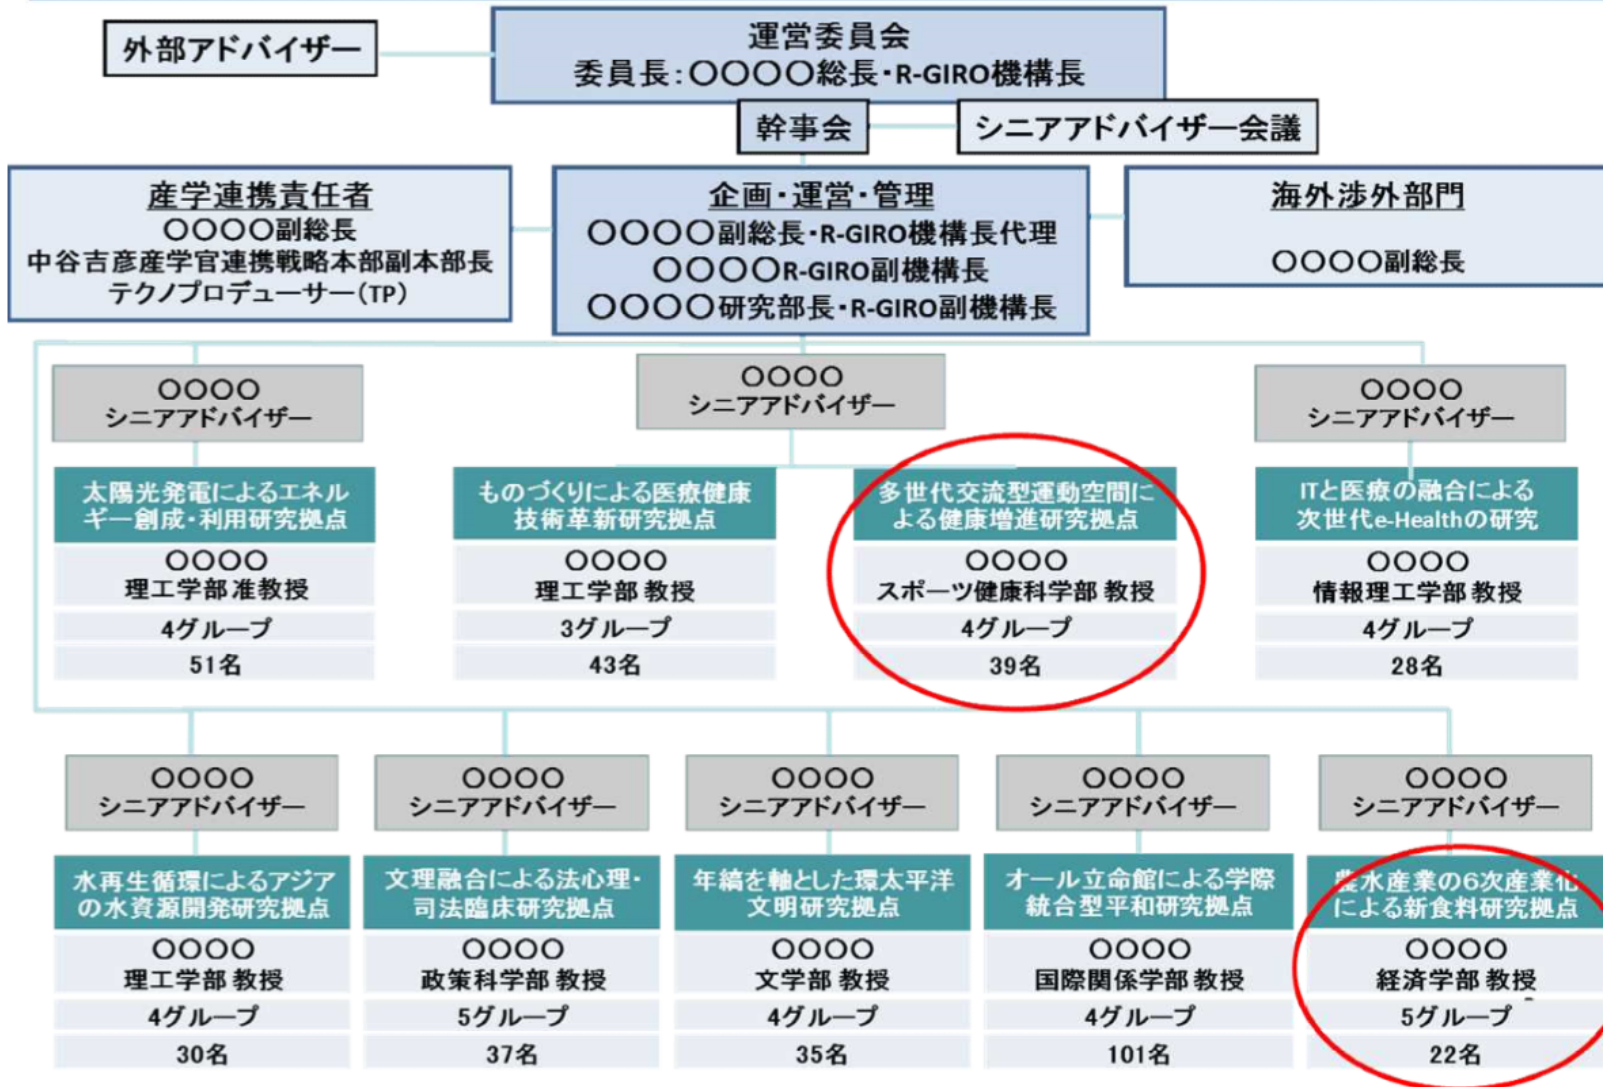 外部アドバイザー
運営委員会
委員長：〇〇〇〇総長・R-GIRO機構長
幹事会
シニアアドバイザー会議
産学連携責任者
〇〇〇〇副総長
中谷吉彦産学官連携戦略本部副本部長
テクノプロデューサー（TP）
企画・運営・管理
〇〇〇〇副総長・R-GIRO機構長代理
〇〇〇〇R-GIRO副機構長
〇〇〇〇研究部長・R-GIRO副機構長
海外渉外部門
〇〇〇〇副総長
〇〇〇〇
シニアアドバイザー
〇〇〇〇
シニアアドバイザー
〇〇〇〇
シニアアドバイザー
太陽光発電によるエネル
ギー創成・利用研究拠点
〇〇〇〇
理工学部 准教授
4グループ
51名
ものづくりによる医療健康
技術革新研究拠点
〇〇〇〇
理工学部 教授
3グループ
43名
多世代交流型運動空間に
よる健康増進研究拠点
〇〇〇〇
スポーツ健康科学部 教授
4グループ
39名
ITと医療の融合による
次世代e-Healthの研究
〇〇〇〇
情報理工学部 教授
4グループ
28名
〇〇〇〇
シニアアドバイザー
〇〇〇〇
シニアアドバイザー
〇〇〇〇
シニアアドバイザー
〇〇〇〇
シニアアドバイザー
〇〇〇〇
シニアアドバイザー
水再生循環によるアジア
の水資源開発研究拠点
〇〇〇〇
理工学部 教授
4グループ
30名
文理融合による法心理・
司法臨床研究拠点
〇〇〇〇
政策科学部 教授
5グループ
37名
年縞を軸とした環太平洋
文明研究拠点
〇〇〇〇
文学部 教授
4グループ
35名
オール立命館による学際
統合型平和研究拠点
〇〇〇〇
国際関係学部 教授
4グループ
101名
農水産業の6次産業化
による新食料研究拠点
〇〇〇〇
経済学部 教授
5グループ
22名